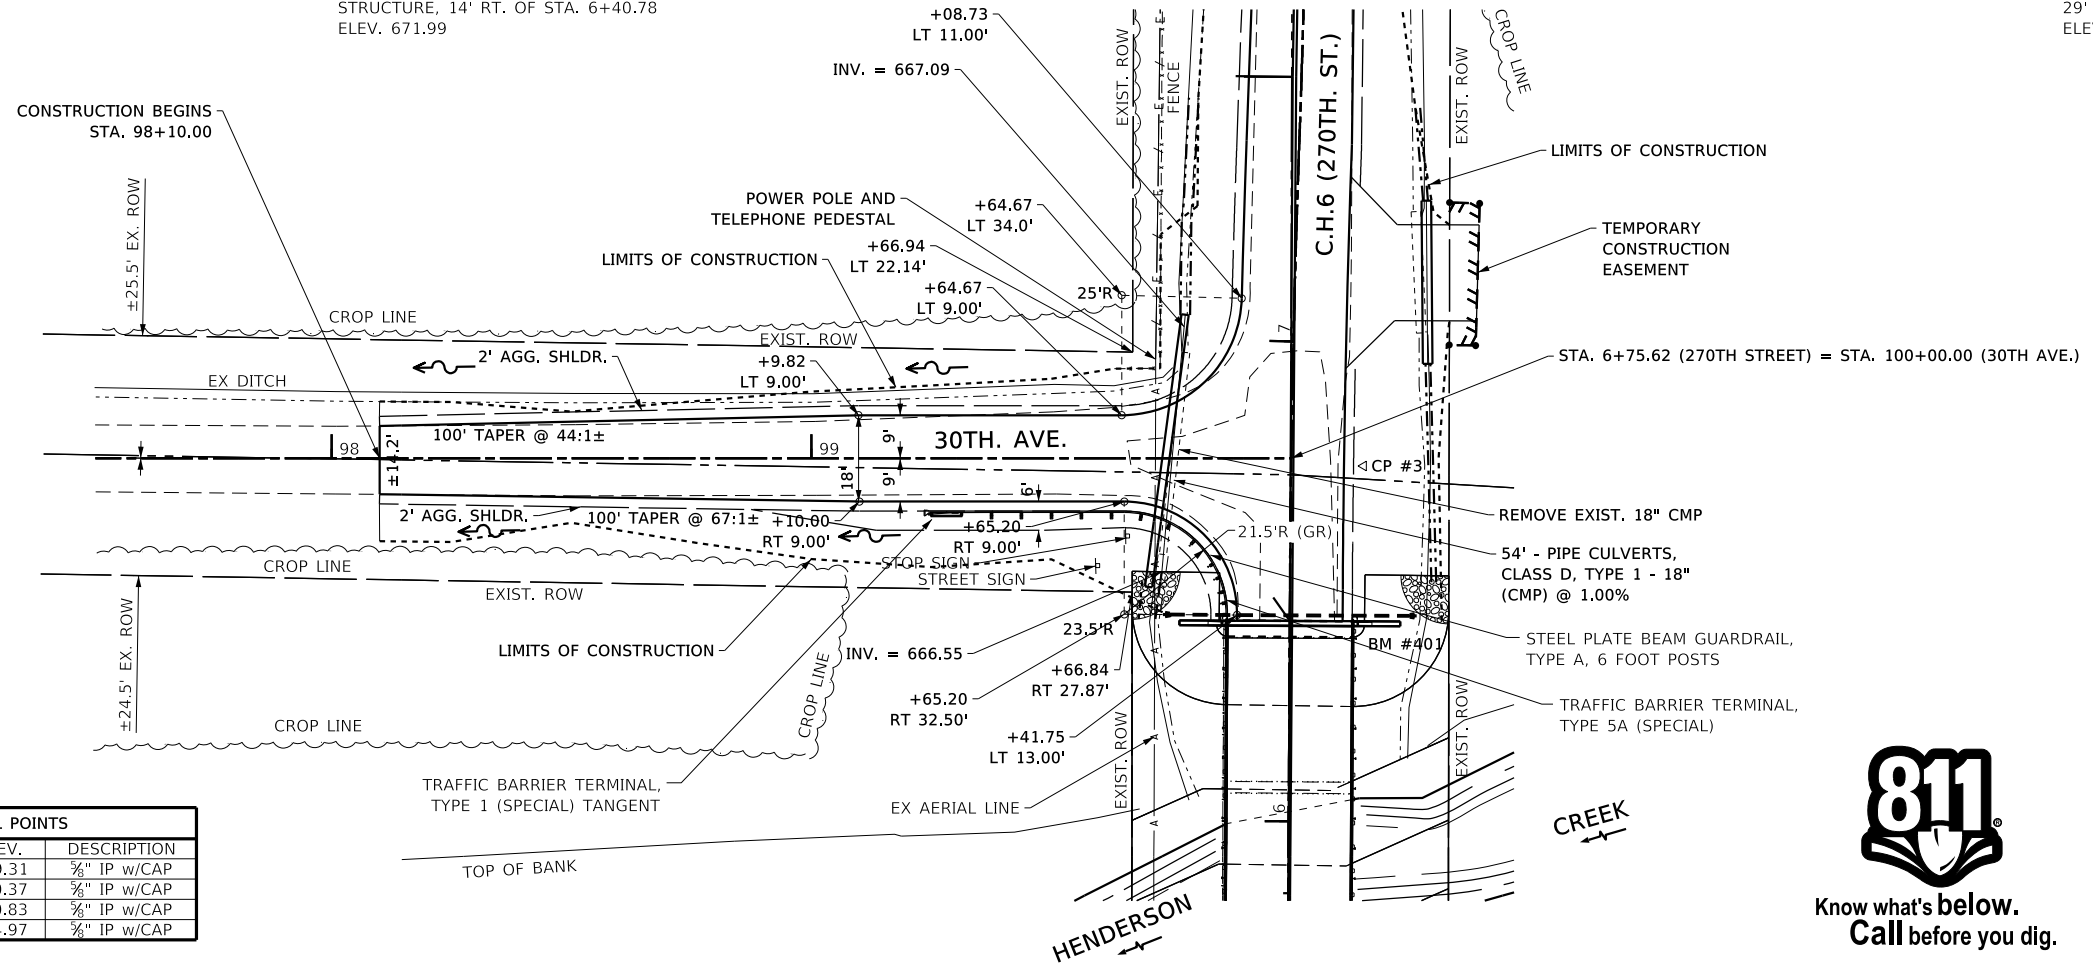 STRUCTURE, 14' RT. OF STA. 6+40.78
ELEV. 671.99
29'
CONSTRUCTION BEGINS
STA. 98+10.00
±25.5' EX. ROW
+08.73
LT 11.00'
INV. = 667.09
POWER POLE AND
TELEPHONE PEDESTAL
+64.67
LT 34.0'
+66.94
LT 22.14'
LIMITS OF CONSTRUCTION
+64.67
LT 9.00'
25'R
EXIST. ROW
FENCE
C.H.6 (270TH. ST.)
EXIST. ROW
CROP LINE
LIMITS OF CONSTRUCTION
TEMPORARY
CONSTRUCTION
EASEMENT
CROP LINE
EXIST. ROW
2' AGG. SHLDR.
+9.82
LT 9.00'
EX DITCH
7
STA. 6+75.62 (270TH STREET) = STA. 100+00.00 (30TH AVE.)
98
±14.2'
100' TAPER @ 44:1±
99
18'
9'
9'
30TH. AVE.
CP #3
2' AGG. SHLDR.
100' TAPER @ 67:1±
+10.00
RT 9.00'
6'
+65.20
RT 9.00'
21.5'R (GR)
REMOVE EXIST. 18" CMP
54' - PIPE CULVERTS,
CLASS D, TYPE 1 - 18"
(CMP) @ 1.00%
STOP SIGN
STREET SIGN
CROP LINE
EXIST. ROW
±24.5' EX. ROW
LIMITS OF CONSTRUCTION
23.5'R
INV. = 666.55
+66.84
RT 27.87'
+65.20
RT 32.50'
+41.75
LT 13.00'
BM #401
STEEL PLATE BEAM GUARDRAIL,
TYPE A, 6 FOOT POSTS
TRAFFIC BARRIER TERMINAL,
TYPE 5A (SPECIAL)
CROP LINE
CROP LINE
EXIST. ROW
EXIST. ROW
TRAFFIC BARRIER TERMINAL,
TYPE 1 (SPECIAL) TANGENT
EX AERIAL LINE
6
TOP OF BANK
HENDERSON
CREEK
POINTS
DESCRIPTION
.31 ⅝" IP w/CAP
.37 ⅝" IP w/CAP
.83 ⅝" IP w/CAP
.97 ⅝" IP w/CAP
811®
Know what's below.
Call before you dig.